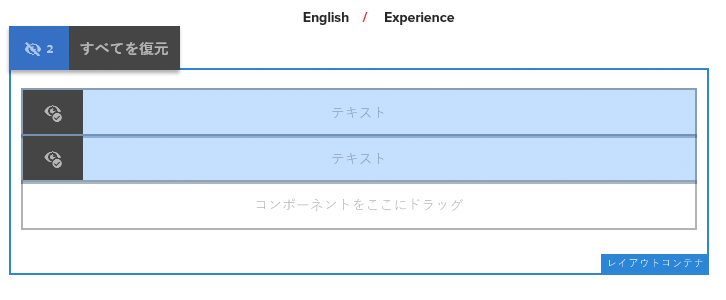 English / Experience
2 すべてを復元
テキスト
テキスト
コンポーネントをここにドラッグ
レイアウトコンテナ